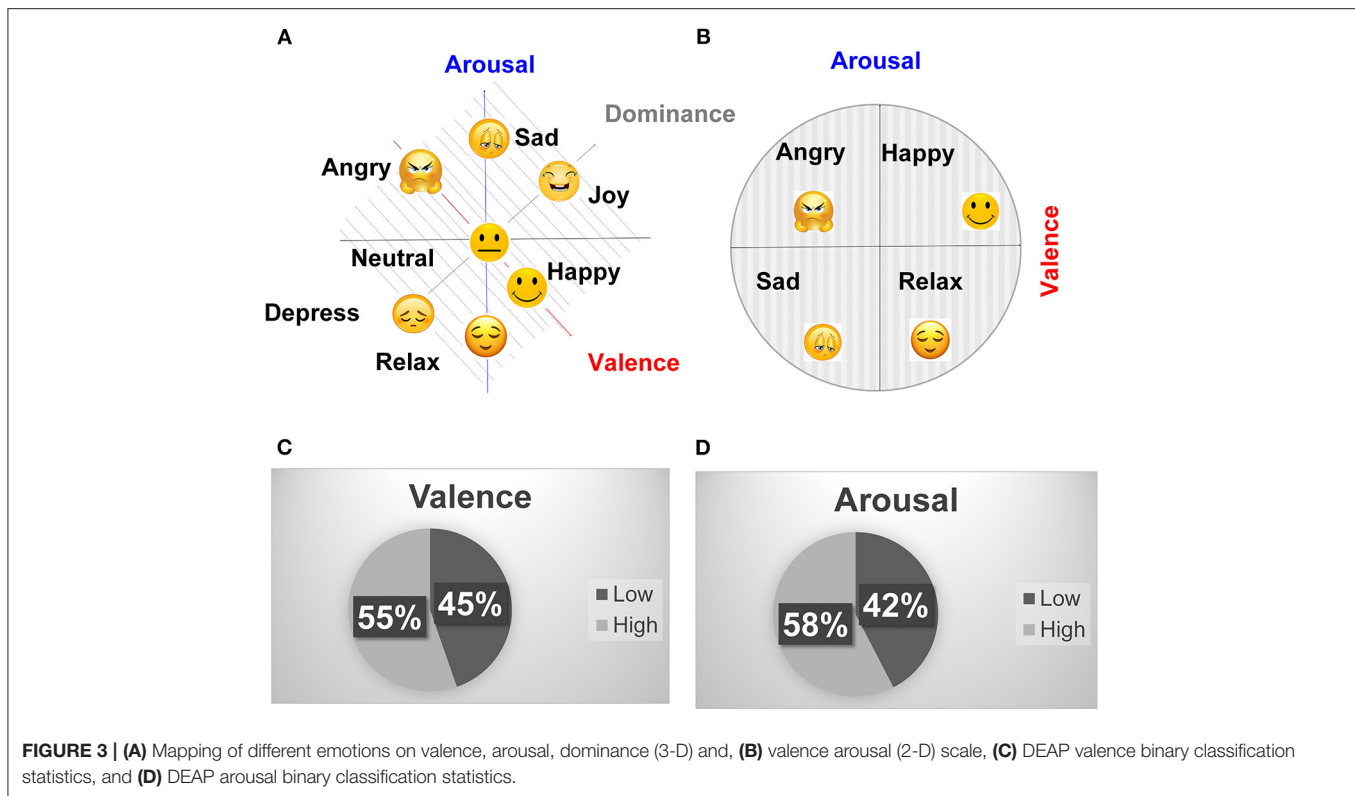 A
Arousal
Dominance
Sad
Angry
Joy
Neutral
Happy
Depress
Relax
Valence
B
Arousal
Angry
Happy
Valence
Sad
Relax
C
Valence
55%
45%
Low
High
D
Arousal
58%
42%
Low
High
FIGURE 3 | (A) Mapping of different emotions on valence, arousal, dominance (3-D) and, (B) valence arousal (2-D) scale, (C) DEAP valence binary classification
statistics, and (D) DEAP arousal binary classification statistics.